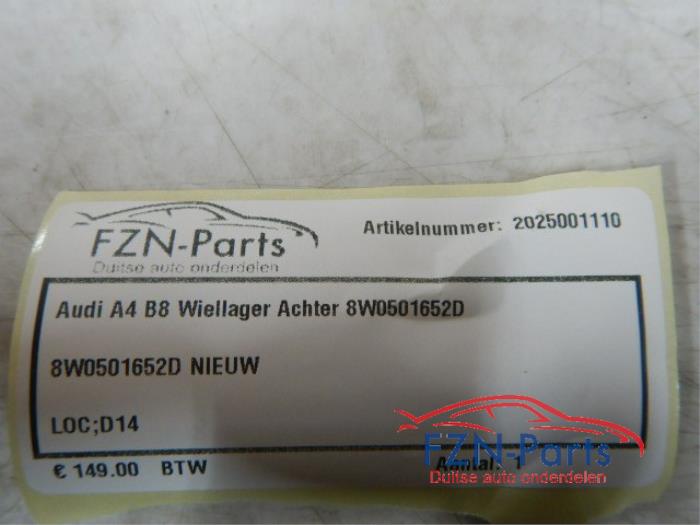 FZN-Parts
Duitse auto onderdelen
Artikelnummer: 2025001110
Audi A4 B8 Wiellager Achter 8W0501652D
8W0501652D NIEUW
LOC;D14
€ 149.00 BTW
Aantal: 1
FZN-Parts
Duitse auto onderdelen